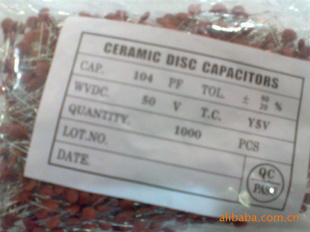 CERAMIC DISC CAPACITORS
CAP. 104 PF TOL. ± 80 20 %
WVDC. 50 V T.C. Y5V
QUANTITY. 1000 PCS
LOT.NO.
DATE.
QC
PASS
alibaba.com.cn